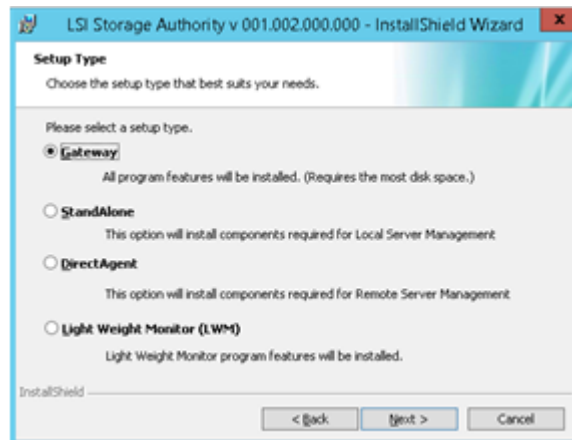 LSI Storage Authority v 001.002.000.000 - InstallShield Wizard
x
Setup Type
Choose the setup type that best suits your needs.
Please select a setup type.
Gateway
All program features will be installed. (Requires the most disk space.)
StandAlone
This option will install components required for Local Server Management
DirectAgent
This option will install components required for Remote Server Management
Light Weight Monitor (LWM)
Light Weight Monitor program features will be installed.
InstallShield
< Back Next > Cancel